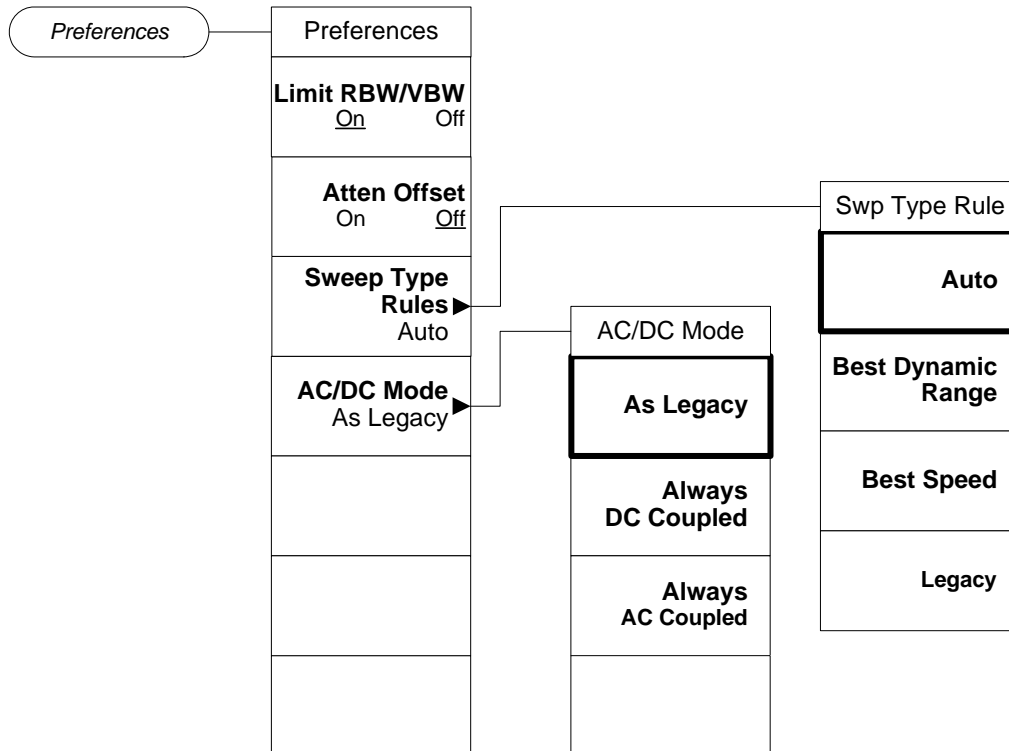 Preferences
Preferences
Limit RBW/VBW
On Off
Atten Offset
On Off
Sweep Type
Rules
Auto
AC/DC Mode
As Legacy
AC/DC Mode
As Legacy
Always
DC Coupled
Always
AC Coupled
Swp Type Rule
Auto
Best Dynamic
Range
Best Speed
Legacy